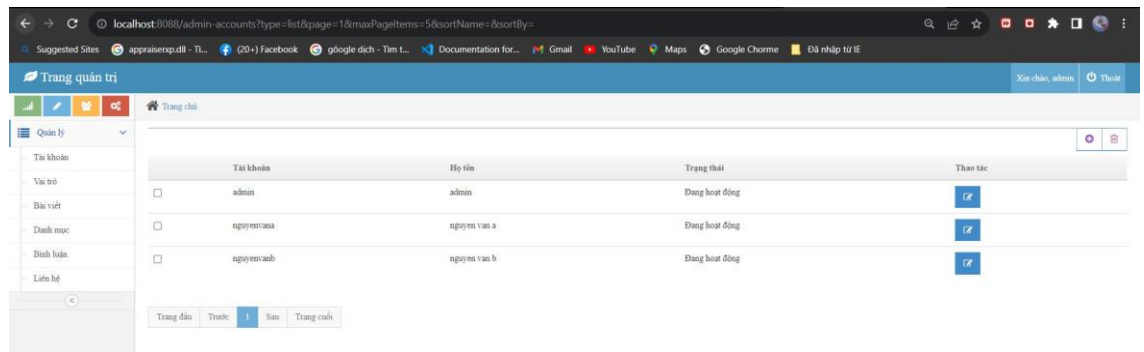 localhost:8088/admin-accounts?type=list&page=1&maxPageItems=5&sortName=&sortBy=
Suggested Sites appraisenxp.dll - Ti... (20+) Facebook gôogle dich - Tìm t... Documentation for... Gmail YouTube Maps Google Chorme Đã nhập từ IE
Trang quản trị Xin chào, admin Thoát
Trang chủ
Quản lý
Tài khoản
Vai trò
Bài viết
Danh mục
Bình luận
Liên hệ
Tài khoản Họ tên Trạng thái Thao tác
admin admin Đang hoạt động
nguyenvana nguyen van a Đang hoạt động
nguyenvanb nguyen van b Đang hoạt động
Trang đầu Trước 1 Sau Trang cuối